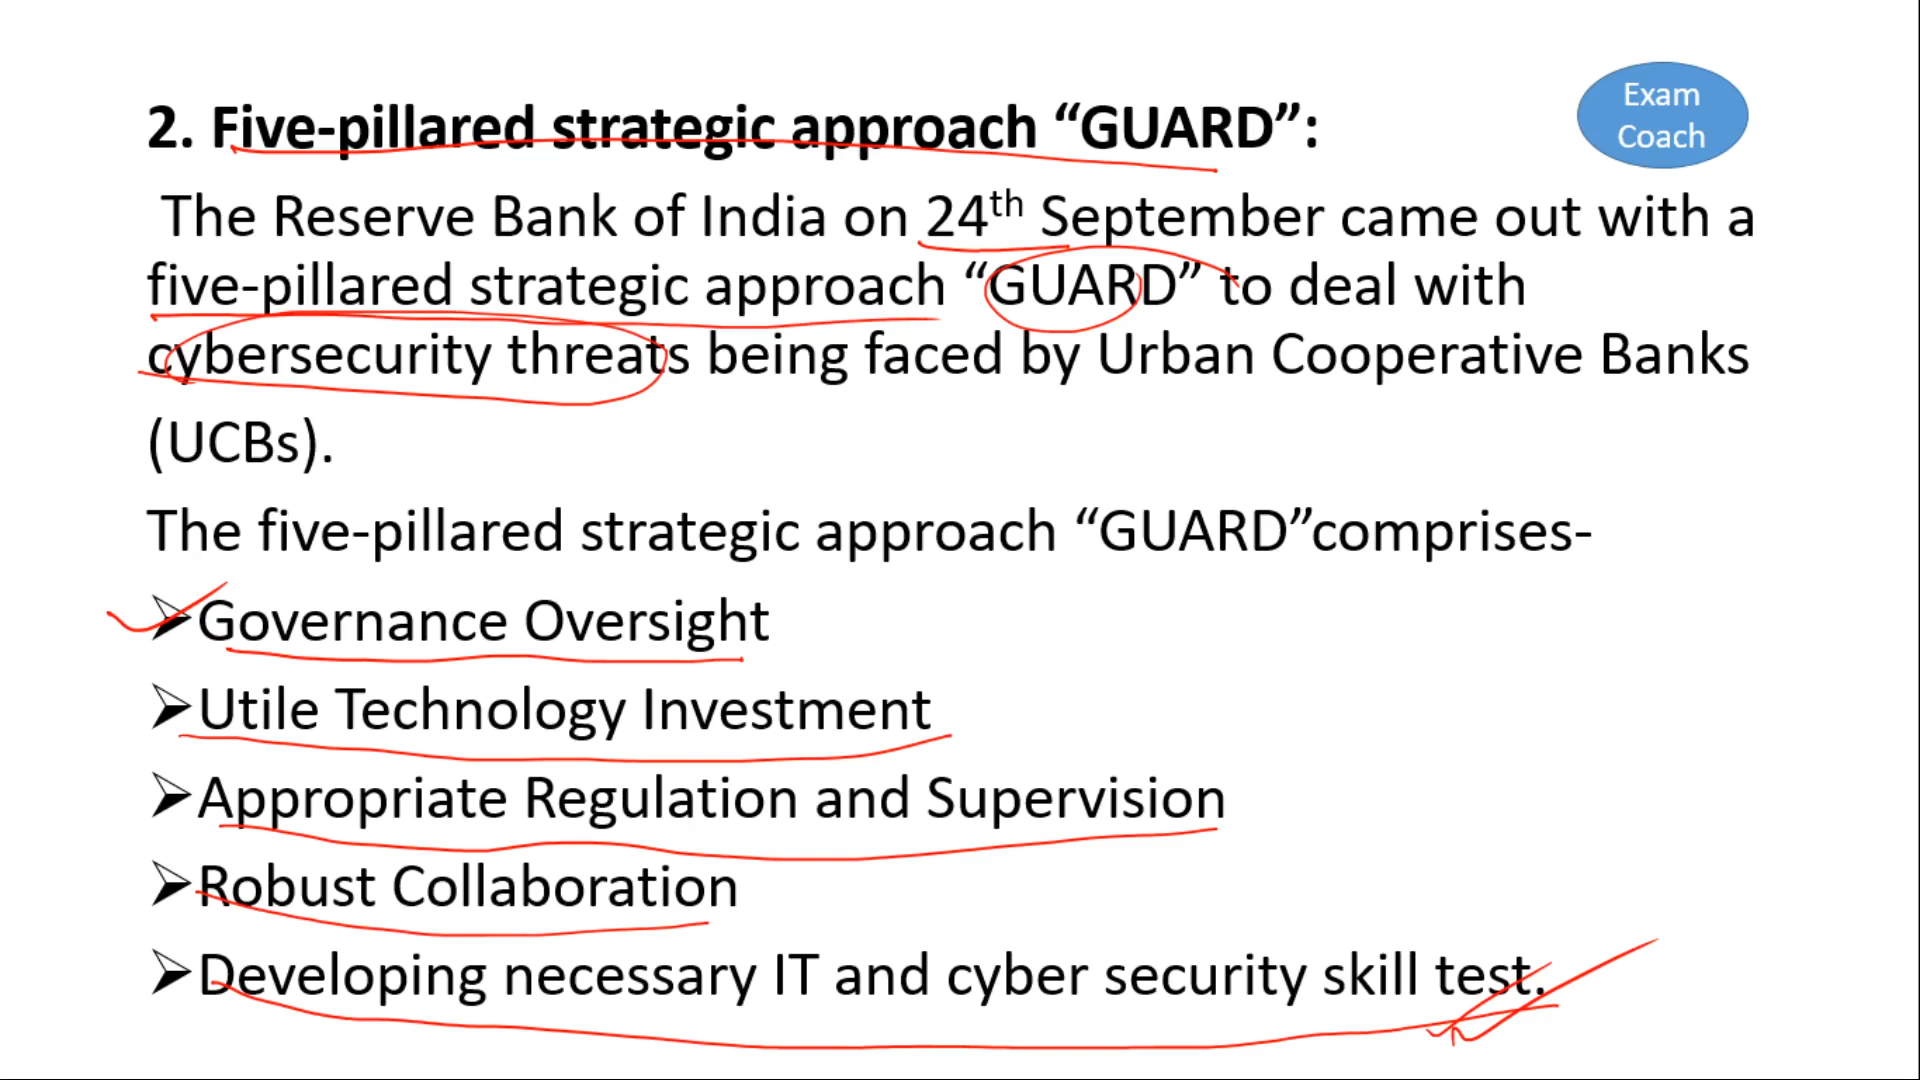 Exam
Coach
2. Five-pillared strategic approach “GUARD”:
The Reserve Bank of India on 24th September came out with a
five-pillared strategic approach “GUARD” to deal with
cybersecurity threats being faced by Urban Cooperative Banks
(UCBs).
The five-pillared strategic approach “GUARD”comprises-
➢Governance Oversight
➢Utile Technology Investment
➢Appropriate Regulation and Supervision
➢Robust Collaboration
➢Developing necessary IT and cyber security skill test.